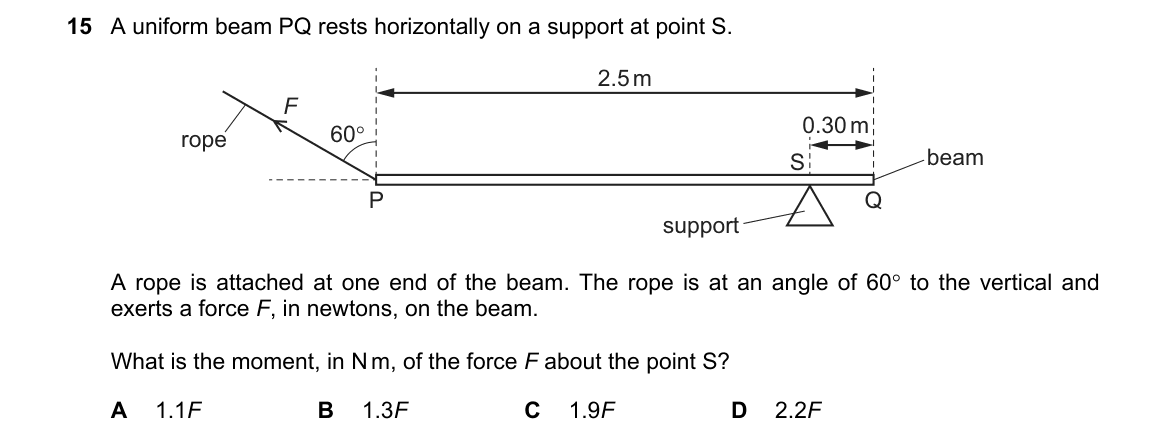 15 A uniform beam PQ rests horizontally on a support at point S.
2.5 m
F
rope
60°
0.30 m
S
beam
P
Q
support
A rope is attached at one end of the beam. The rope is at an angle of 60° to the vertical and
exerts a force F, in newtons, on the beam.
What is the moment, in N m, of the force F about the point S?
A 1.1F B 1.3F C 1.9F D 2.2F